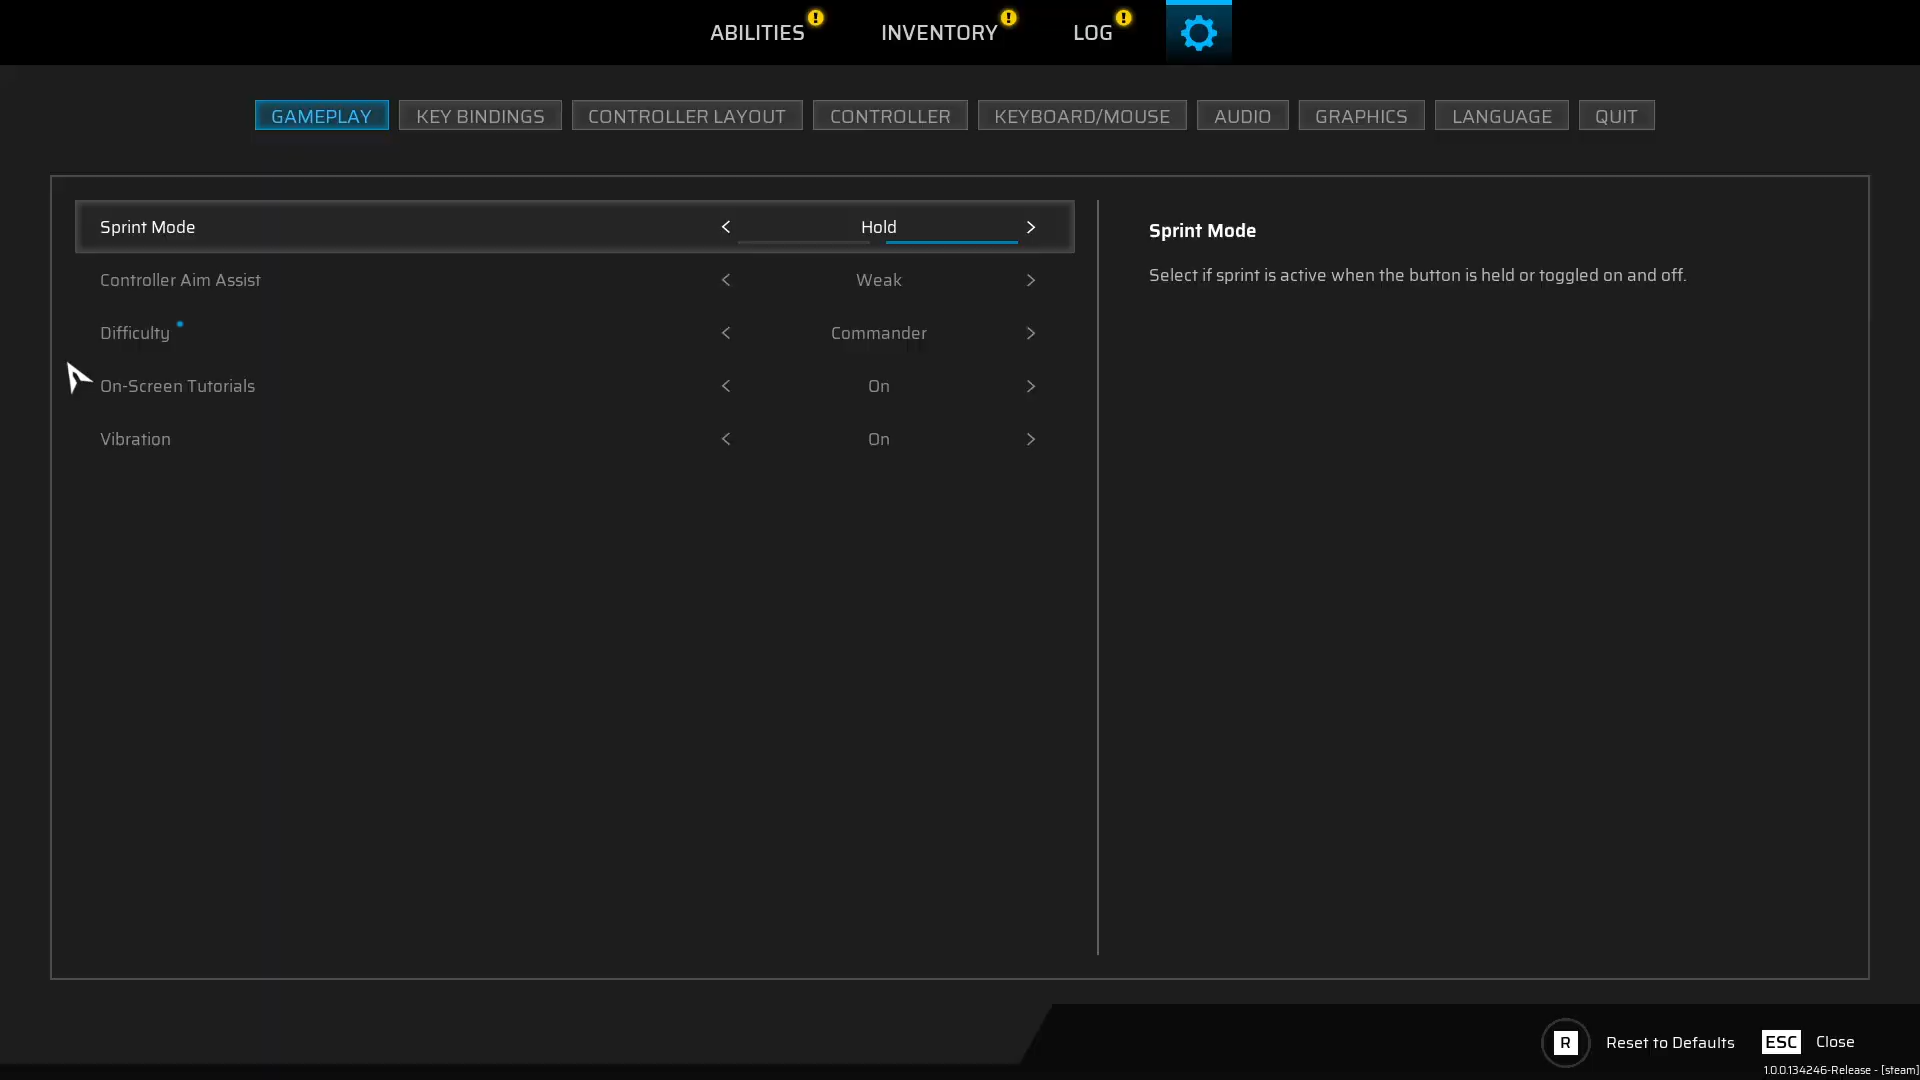 ABILITIES ! INVENTORY ! LOG !
GAMEPLAY KEY BINDINGS CONTROLLER LAYOUT CONTROLLER KEYBOARD/MOUSE AUDIO GRAPHICS LANGUAGE QUIT
Sprint Mode < Hold >
Controller Aim Assist < Weak >
Difficulty < Commander >
On-Screen Tutorials < On >
Vibration < On >
Sprint Mode
Select if sprint is active when the button is held or toggled on and off.
R Reset to Defaults ESC Close
1.0.0.134246-Release - [steam]